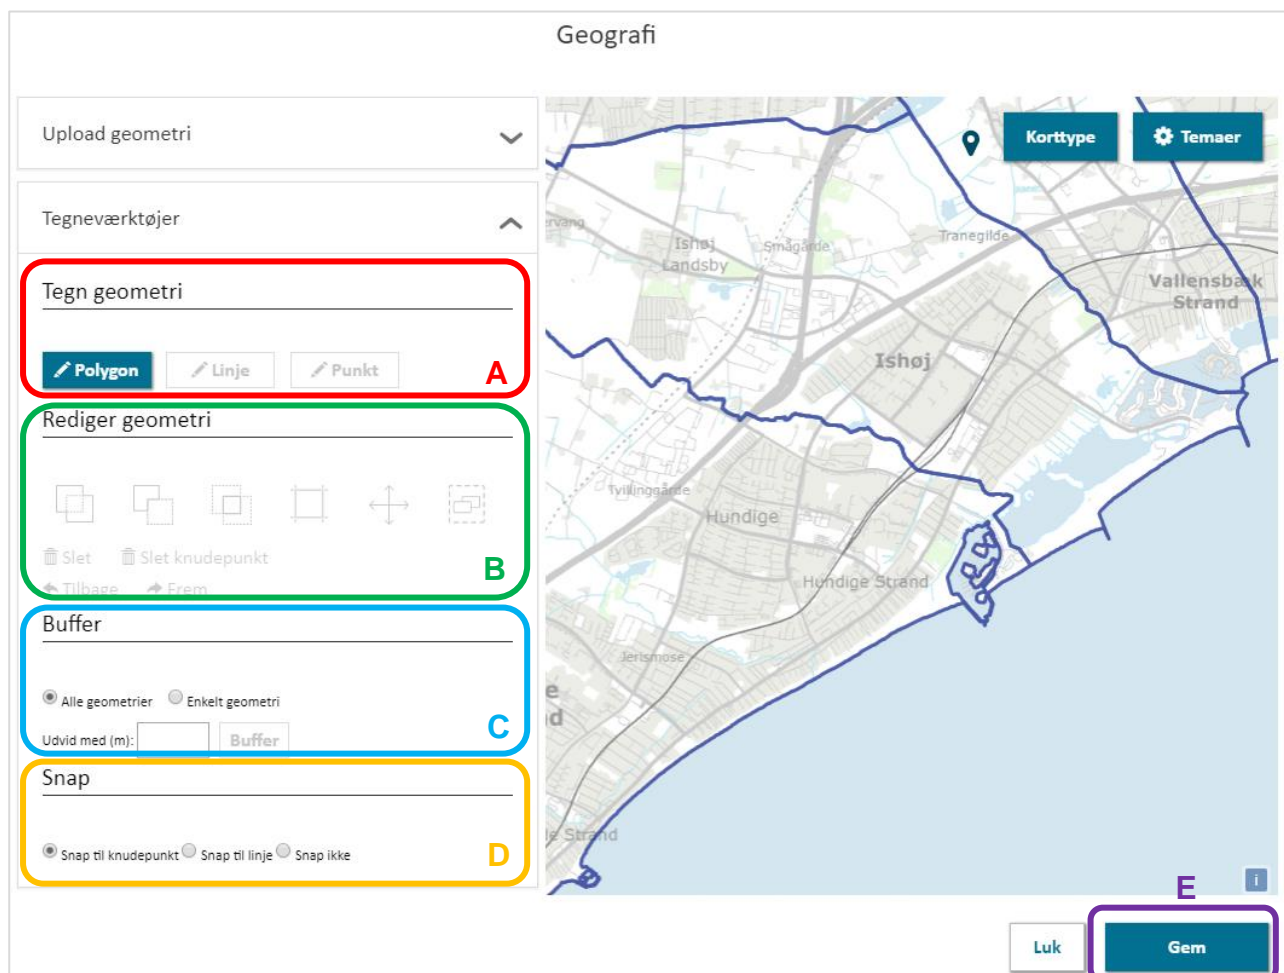 Geografi
Upload geometri
Korttype
Temaer
Tegneværktøjer
Tegn geometri
Polygon
Linje
Punkt
A
Rediger geometri
Slet
Slet knudepunkt
B
Tilbage
Frem
Buffer
Alle geometrier
Enkelt geometri
C
Udvid med (m):
Buffer
Snap
Snap til knudepunkt
Snap til linje
Snap ikke
D
Ishøj
Landsby
Smågårde
Tranegilde
Vallensbæk
Strand
Ishøj
Tvillinggårde
Hundige
Hundige Strand
Jerismose
e
d
de Strand
i
E
Luk
Gem